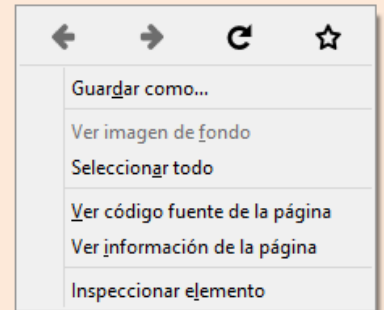 Guardar como...
Ver imagen de fondo
Seleccionar todo
Ver código fuente de la página
Ver información de la página
Inspeccionar elemento